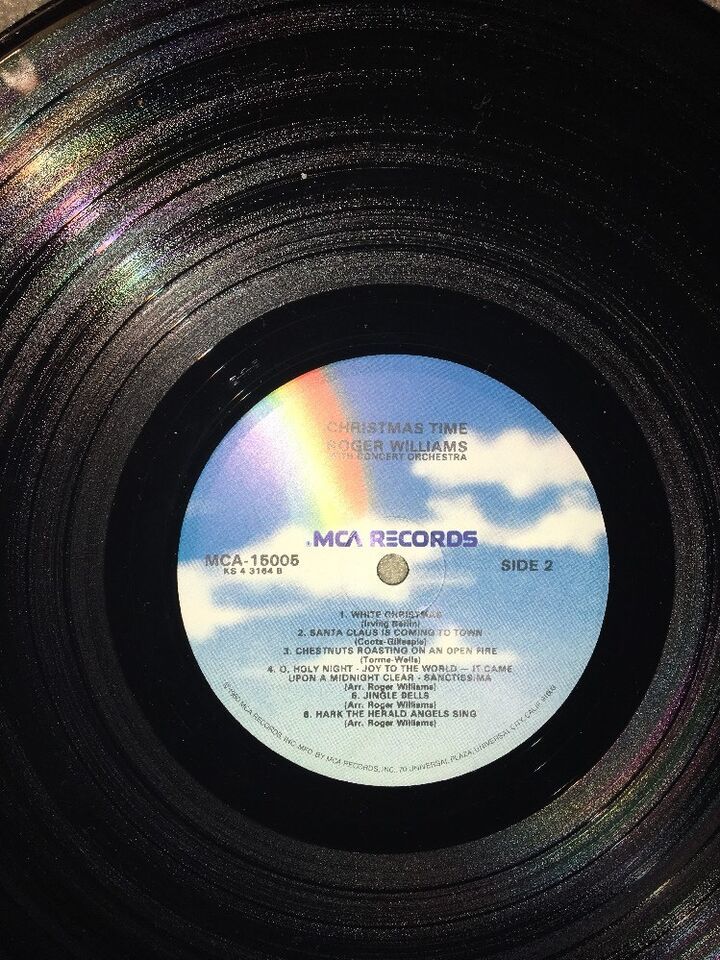 CHRISTMAS TIME
ROGER WILLIAMS
WITH CONCERT ORCHESTRA
MCA RECORDS
MCA-15005
KS 4 3164 B
SIDE 2
1. WHITE CHRISTMAS
(Irving Berlin)
2. SANTA CLAUS IS COMING TO TOWN
(Coots-Gillespie)
3. CHESTNUTS ROASTING ON AN OPEN FIRE
(Torme-Wells)
4. O, HOLY NIGHT - JOY TO THE WORLD — IT CAME
UPON A MIDNIGHT CLEAR - SANCTISSIMA
(Arr. Roger Williams)
5. JINGLE BELLS
(Arr. Roger Williams)
6. HARK THE HERALD ANGELS SING
(Arr. Roger Williams)
©1980 MCA RECORDS, INC. MFD BY MCA RECORDS, INC., 70 UNIVERSAL PLAZA, UNIVERSAL CITY, CALIF.